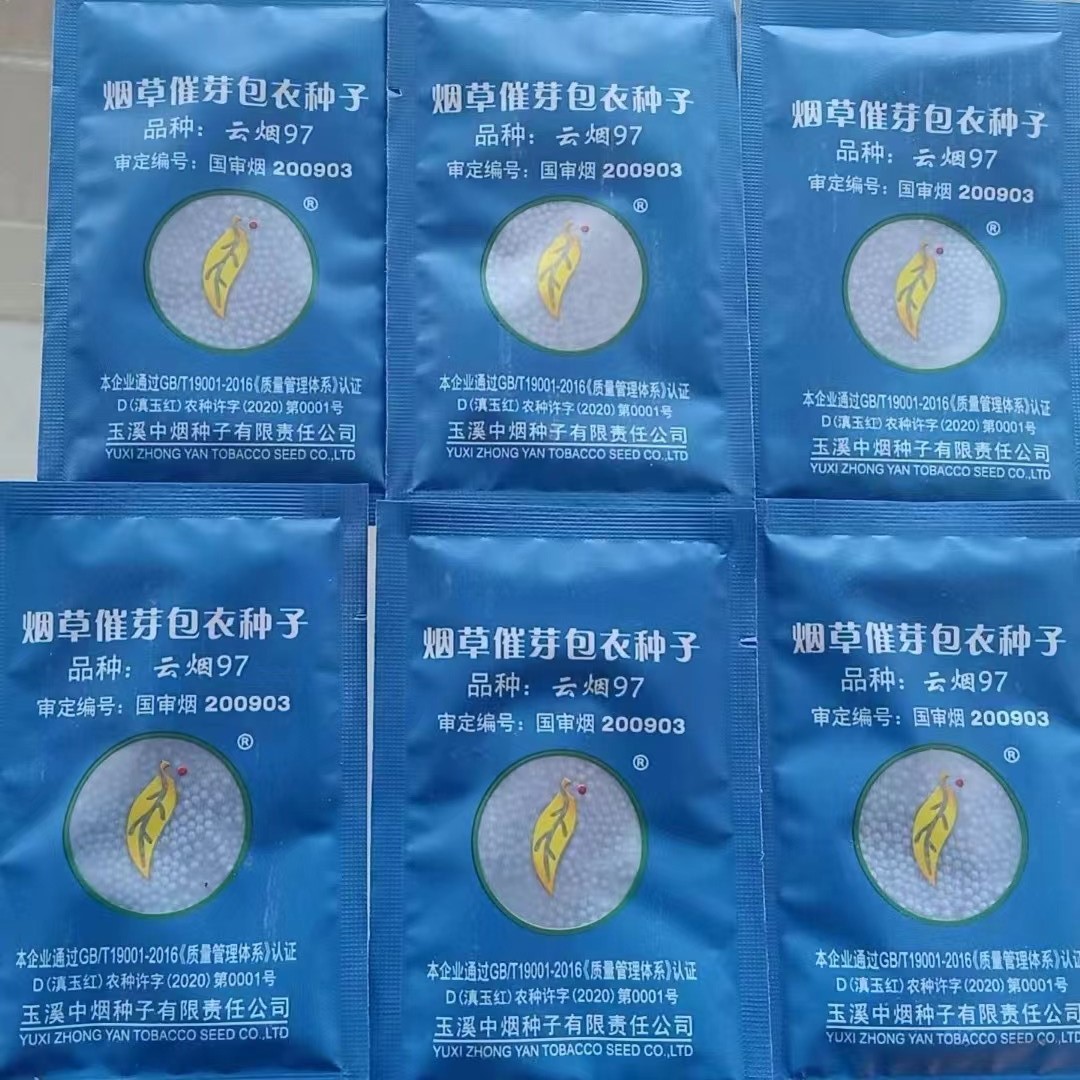 烟草催芽包衣种子
品种：云烟97
审定编号：国审烟 200903
®
本企业通过GB/T19001-2016《质量管理体系》认证
D（滇玉红）农种许字（2020）第0001号
玉溪中烟种子有限责任公司
YUXI ZHONG YAN TOBACCO SEED CO.,LTD
烟草催芽包衣种子
品种：云烟97
审定编号：国审烟 200903
®
本企业通过GB/T19001-2016《质量管理体系》认证
D（滇玉红）农种许字（2020）第0001号
玉溪中烟种子有限责任公司
YUXI ZHONG YAN TOBACCO SEED CO.,LTD
烟草催芽包衣种子
品种：云烟97
审定编号：国审烟 200903
®
本企业通过GB/T19001-2016《质量管理体系》认证
D（滇玉红）农种许字（2020）第0001号
玉溪中烟种子有限责任公司
YUXI ZHONG YAN TOBACCO SEED CO.,LTD
烟草催芽包衣种子
品种：云烟97
审定编号：国审烟 200903
®
本企业通过GB/T19001-2016《质量管理体系》认证
D（滇玉红）农种许字（2020）第0001号
玉溪中烟种子有限责任公司
YUXI ZHONG YAN TOBACCO SEED CO.,LTD
烟草催芽包衣种子
品种：云烟97
审定编号：国审烟 200903
®
本企业通过GB/T19001-2016《质量管理体系》认证
D（滇玉红）农种许字（2020）第0001号
玉溪中烟种子有限责任公司
YUXI ZHONG YAN TOBACCO SEED CO.,LTD
烟草催芽包衣种子
品种：云烟97
审定编号：国审烟 200903
®
本企业通过GB/T19001-2016《质量管理体系》认
D（滇玉红）农种许字（2020）第0001号
玉溪中烟种子有限责任公司
YUXI ZHONG YAN TOBACCO SEED CO.,LTD